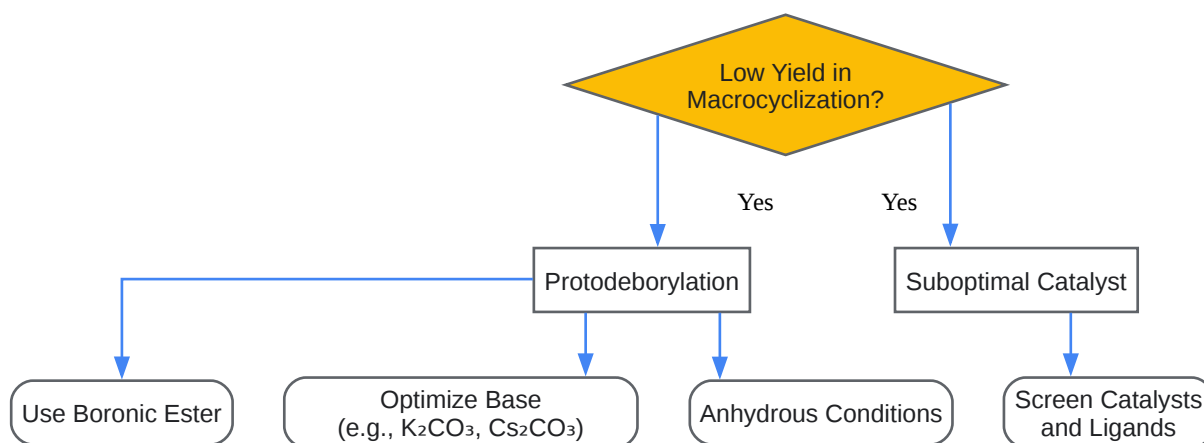 Low Yield in
Macrocyclization?
Yes
Yes
Protodeborylation
Suboptimal Catalyst
Use Boronic Ester
Optimize Base
(e.g., K₂CO₃, Cs₂CO₃)
Anhydrous Conditions
Screen Catalysts
and Ligands